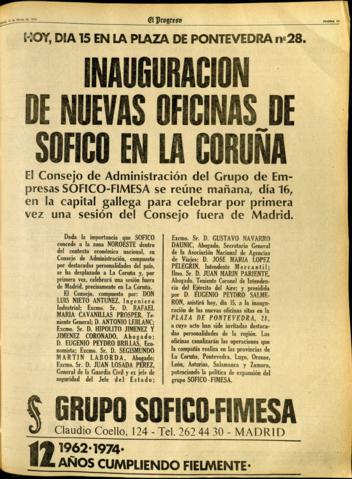 El Progreso
HOY, DIA 15 EN LA PLAZA DE PONTEVEDRA nº 28.
INAUGURACION
DE NUEVAS OFICINAS DE
SOFICO EN LA CORUÑA
El Consejo de Administración del Grupo de Em-
presas SOFICO-FIMESA se reúne mañana, día 16,
en la capital gallega para celebrar por primera
vez una sesión del Consejo fuera de Madrid.
Dada la importancia que SOFICO
concede a la zona NOROESTE dentro
del contexto económico nacional, su
Consejo de Administración, compuesto
por destacadas personalidades del país,
se ha desplazado a La Coruña y, por
primera vez, celebrará una sesión fuera
de Madrid, precisamente en La Coruña.
El Consejo, compuesto por: DON
LUIS NIETO ANTUNEZ, Ingeniero
Industrial; Excmo. Sr. D. RAFAEL
MARIA CAVANILLAS PROSPER, Te-
niente General; D. ANTONIO LEBLANC;
Excmo. Sr. D. HIPOLITO JIMENEZ Y
JIMENEZ CORONADO, Abogado;
D. EUGENIO PEYDRO BRILLAS, Eco-
nomista; Excmo. Sr. D. SEGISMUNDO
MARTIN LABORDA, Abogado;
Excmo. Sr. D. JUAN LOSADA PEREZ,
General de la Guardia Civil y ex jefe de
seguridad del Jefe del Estado;
Excmo. Sr. D. GUSTAVO NAVARRO
Abogado, Secretario General
de la Asociación Nacional de Agencias
de Viajes; D. JOSE MARIA LOPEZ
PELEGRIN, Intendente Mercantil;
Ilmo. Sr. D. JUAN MARIN PARIENTE,
Abogado, Teniente Coronel de Intenden-
cia del Ejército del Aire; y presidida
por D. EUGENIO PEYDRO SALME-
RON, asistirá hoy, día 15, a la inaugu-
ración de las nuevas oficinas sitas en la
PLAZA DE PONTEVEDRA, 28,
a cuyo acto han sido invitadas destaca-
das personalidades de la región. Las
oficinas canalizarán las operaciones que
la compañía realiza en las provincias de
La Coruña, Pontevedra, Lugo, Orense,
León, Asturias, Salamanca y Zamora,
potenciando la política de expansión del
grupo SOFICO - FIMESA.
GRUPO SOFICO-FIMESA
Claudio Coello, 124 - Tel. 262 44 30 - MADRID
12 1962·1974·
AÑOS CUMPLIENDO FIELMENTE·